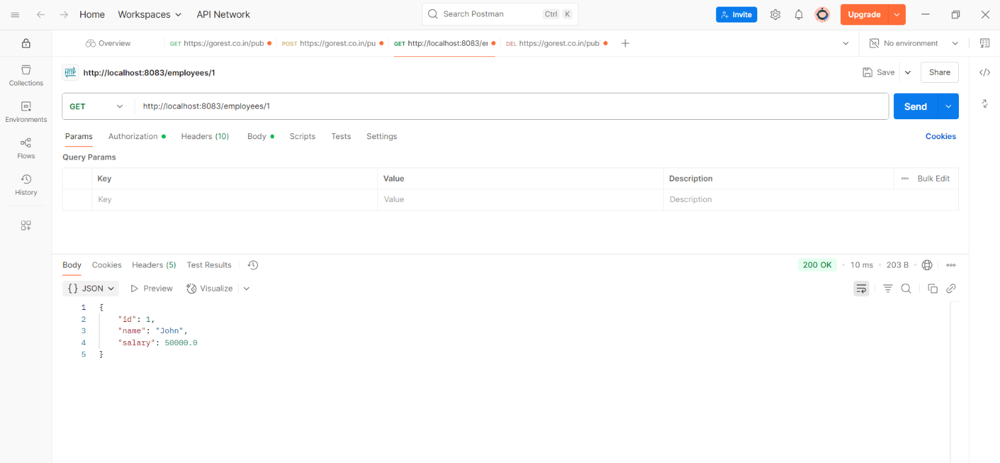 Home Workspaces API Network Search Postman Ctrl K Invite Upgrade
Overview GET https://gorest.co.in/pub POST https://gorest.co.in/pu GET http://localhost:8083/er DEL https://gorest.co.in/pub No environment
HTTP http://localhost:8083/employees/1 Save Share
Collections
GET http://localhost:8083/employees/1 Send
Environments
Params Authorization Headers (10) Body Scripts Tests Settings Cookies
Flows
Query Params
Key Value Description Bulk Edit
History
Key Value Description
Body Cookies Headers (5) Test Results 200 OK 10 ms 203 B
{} JSON Preview Visualize
1 {
2 "id": 1,
3 "name": "John",
4 "salary": 50000.0
5 }